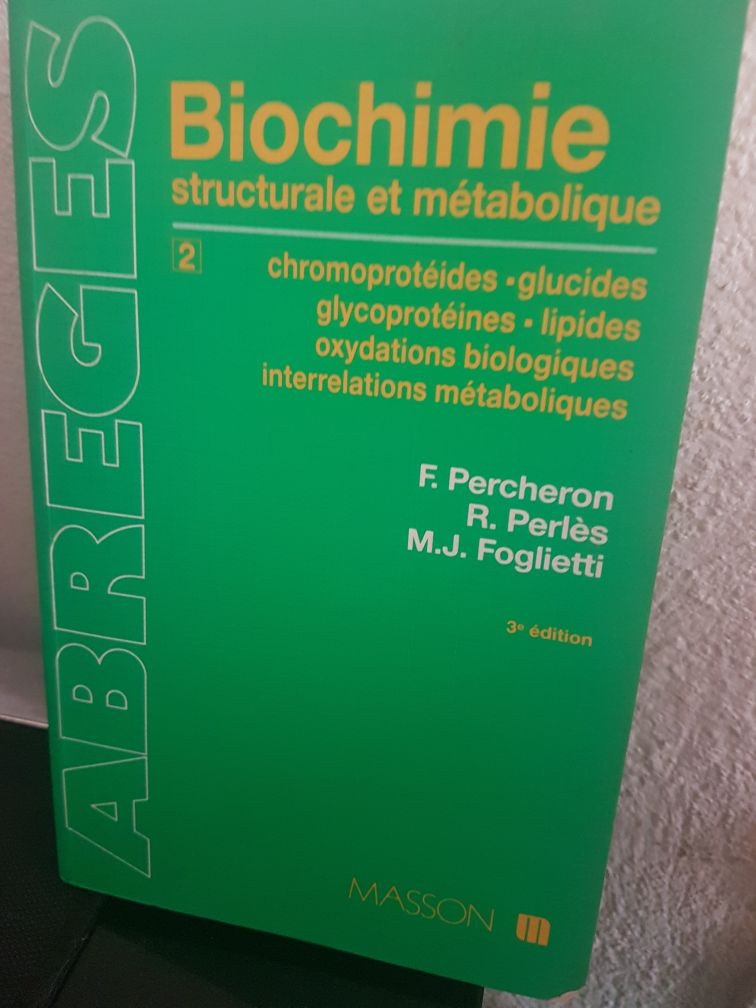 ABREGES
Biochimie
structurale et métabolique
2
chromoprotéides • glucides
glycoprotéines • lipides
oxydations biologiques
interrelations métaboliques
F. Percheron
R. Perlès
M.J. Foglietti
3e édition
MASSON m